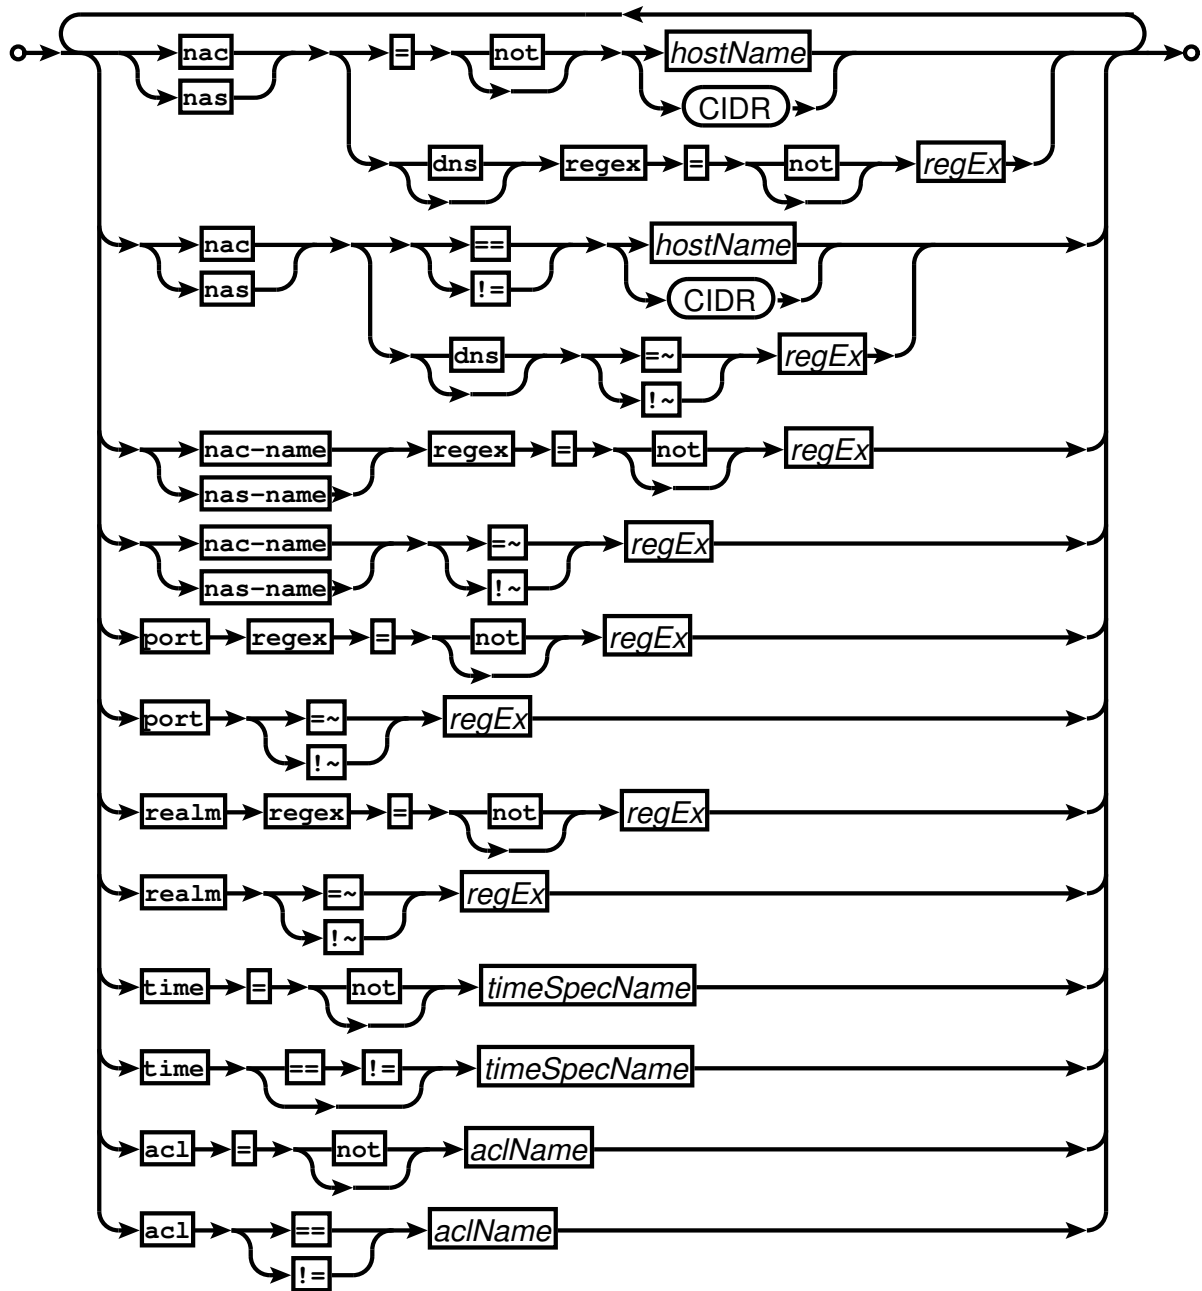 nac = not hostName
nas CIDR
dns regex = not regEx
nac == hostName
nas != CIDR
dns =~ regEx
!~
nac-name regex = not regEx
nas-name
nac-name =~ regEx
nas-name !~
port regex = not regEx
port =~ regEx
!~
realm regex = not regEx
realm =~ regEx
!~
time = not timeSpecName
time == != timeSpecName
acl = not aclName
acl == aclName
!=